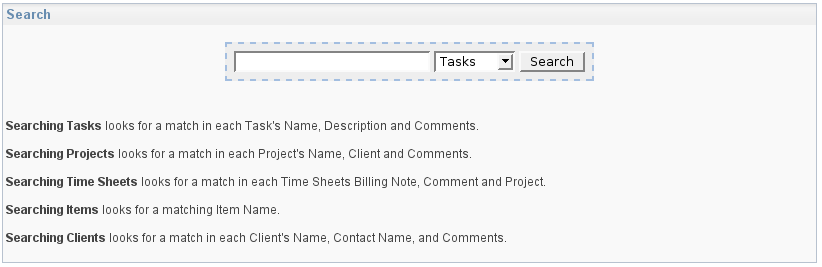 Search
Tasks Search
Searching Tasks looks for a match in each Task's Name, Description and Comments.
Searching Projects looks for a match in each Project's Name, Client and Comments.
Searching Time Sheets looks for a match in each Time Sheets Billing Note, Comment and Project.
Searching Items looks for a matching Item Name.
Searching Clients looks for a match in each Client's Name, Contact Name, and Comments.